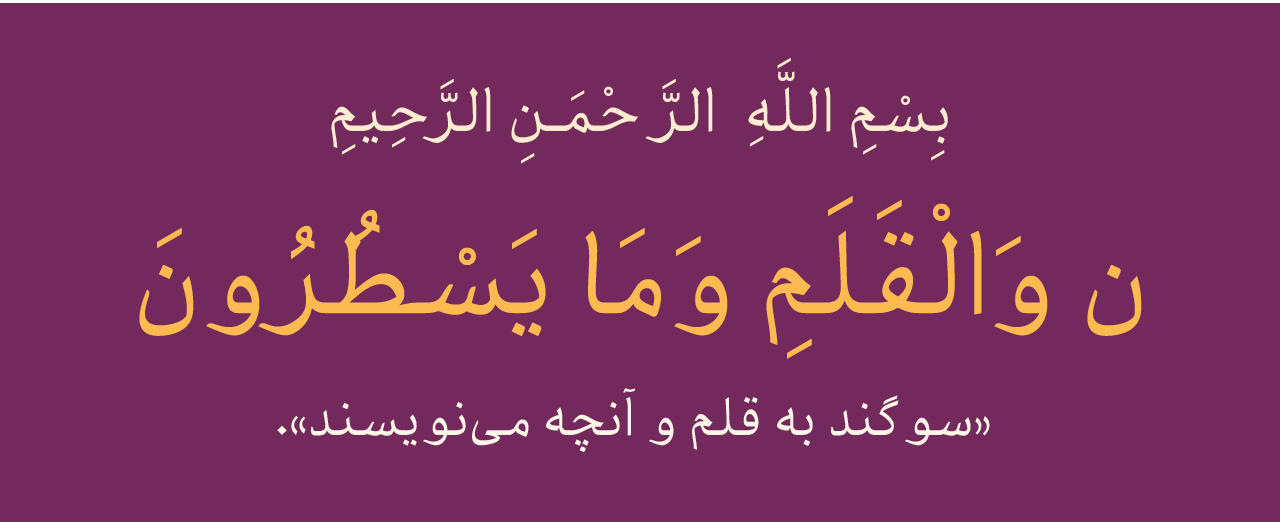 بِسْمِ اللَّهِ الرَّحْمَـنِ الرَّحِيمِ
ن وَالْقَلَمِ وَمَا يَسْطُرُونَ
«سوگند به قلم و آنچه می‌نویسند».